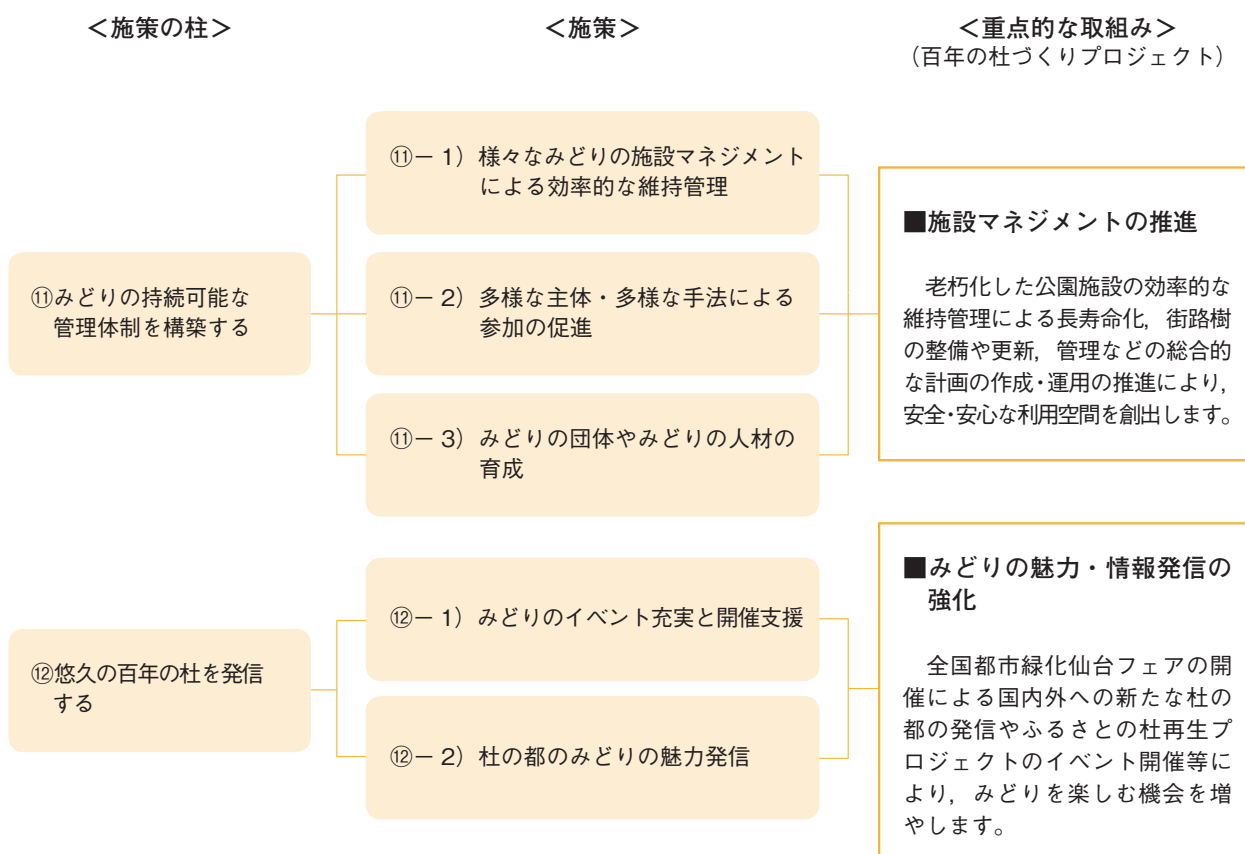 ＜施策の柱＞
＜施策＞
＜重点的な取組み＞
（百年の杜づくりプロジェクト）
⑪みどりの持続可能な
管理体制を構築する
⑪－1）様々なみどりの施設マネジメント
による効率的な維持管理
⑪－2）多様な主体・多様な手法による
参加の促進
⑪－3）みどりの団体やみどりの人材の
育成
■施設マネジメントの推進
老朽化した公園施設の効率的な
維持管理による長寿命化，街路樹
の整備や更新，管理などの総合的
な計画の作成・運用の推進により，
安全・安心な利用空間を創出します。
⑫悠久の百年の杜を発信
する
⑫－1）みどりのイベント充実と開催支援
⑫－2）杜の都のみどりの魅力発信
■みどりの魅力・情報発信の
強化
全国都市緑化仙台フェアの開
催による国内外への新たな杜の
都の発信やふるさとの杜再生プ
ロジェクトのイベント開催等に
より，みどりを楽しむ機会を増
やします。